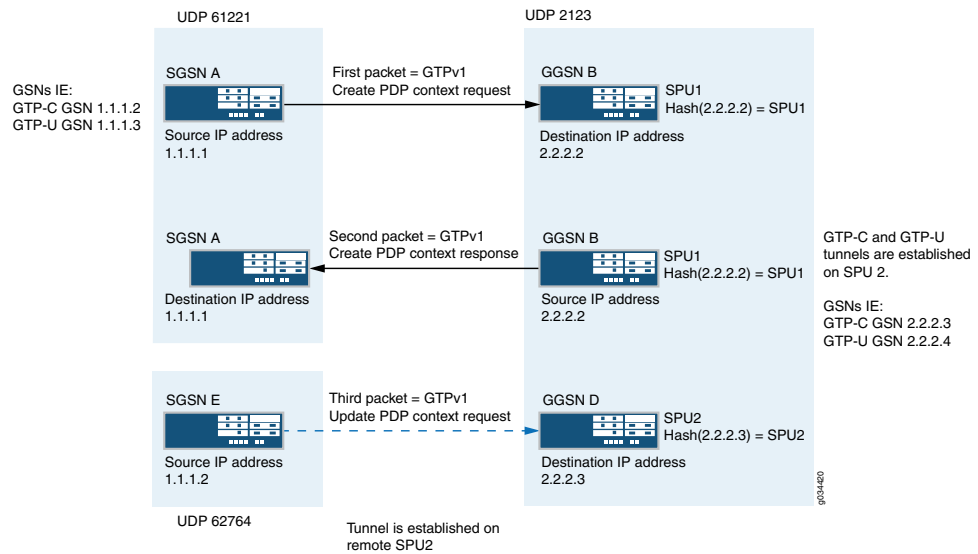 UDP 61221
UDP 2123
GSNs IE:
GTP-C GSN 1.1.1.2
GTP-U GSN 1.1.1.3
SGSN A
Source IP address
1.1.1.1
First packet = GTPv1
Create PDP context request
GGSN B
SPU1
Hash(2.2.2.2) = SPU1
Destination IP address
2.2.2.2
SGSN A
Destination IP address
1.1.1.1
Second packet = GTPv1
Create PDP context response
GGSN B
SPU1
Hash(2.2.2.2) = SPU1
Source IP address
2.2.2.2
GTP-C and GTP-U
tunnels are established
on SPU 2.
GSNs IE:
GTP-C GSN 2.2.2.3
GTP-U GSN 2.2.2.4
SGSN E
Source IP address
1.1.1.2
Third packet = GTPv1
Update PDP context request
GGSN D
SPU2
Hash(2.2.2.3) = SPU2
Destination IP address
2.2.2.3
UDP 62764
Tunnel is established on
remote SPU2
g034420